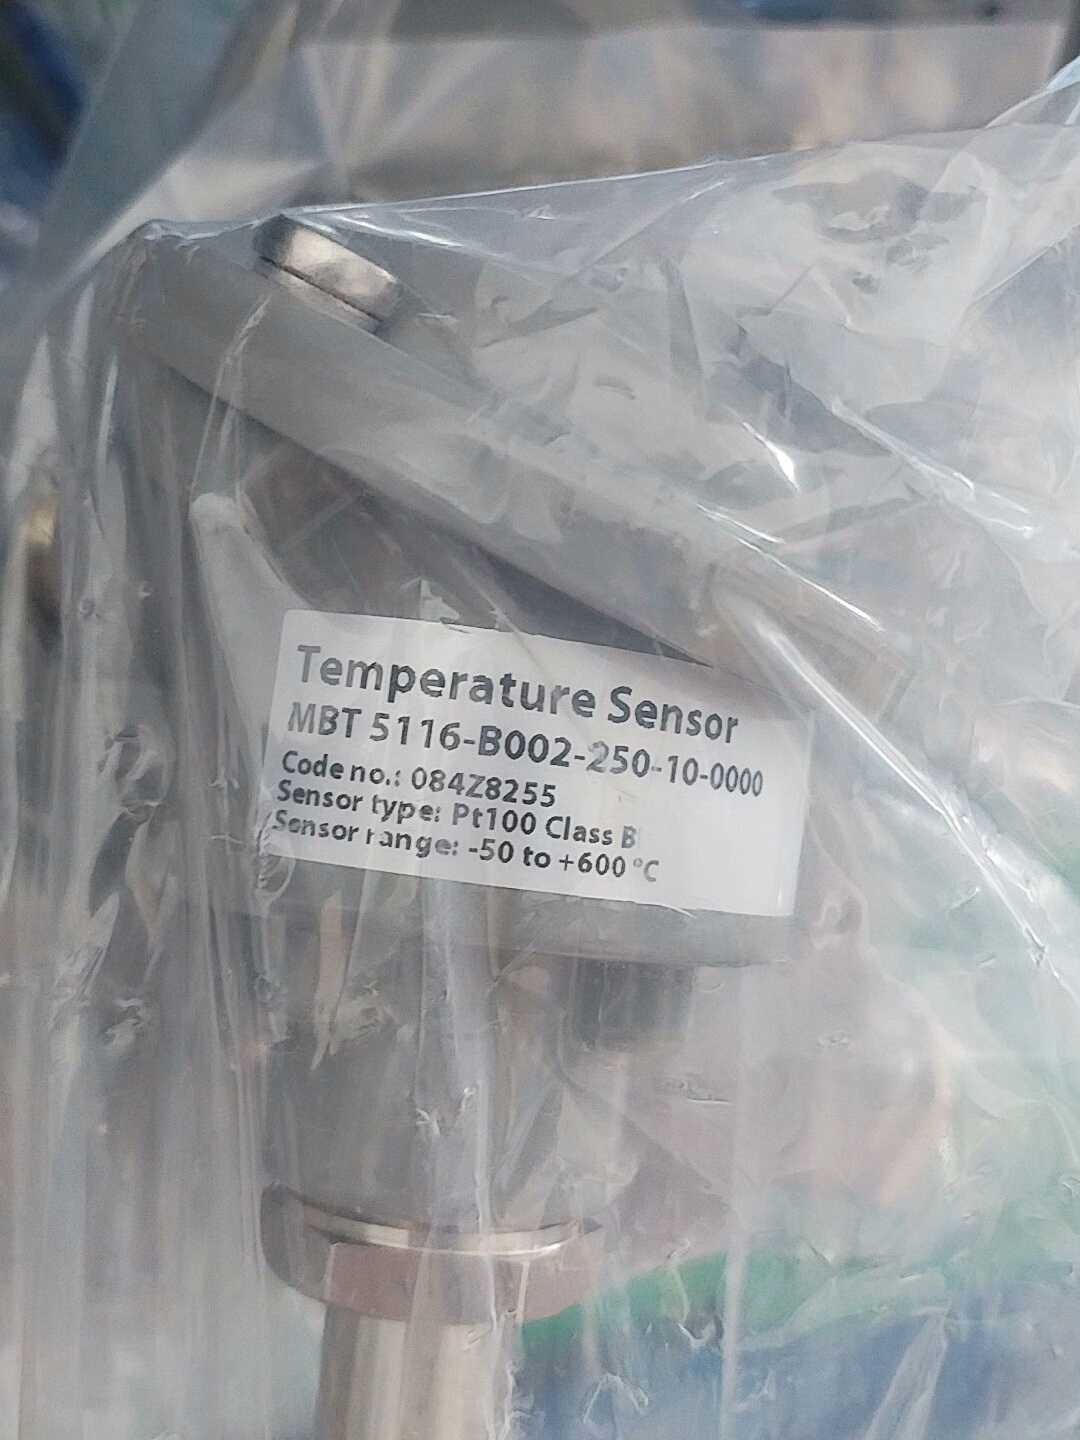 Temperature Sensor
MBT 5116-B002-250-10-0000
Code no.: 084Z8255
Sensor type: Pt100 Class B
Sensor range: -50 to +600 °C